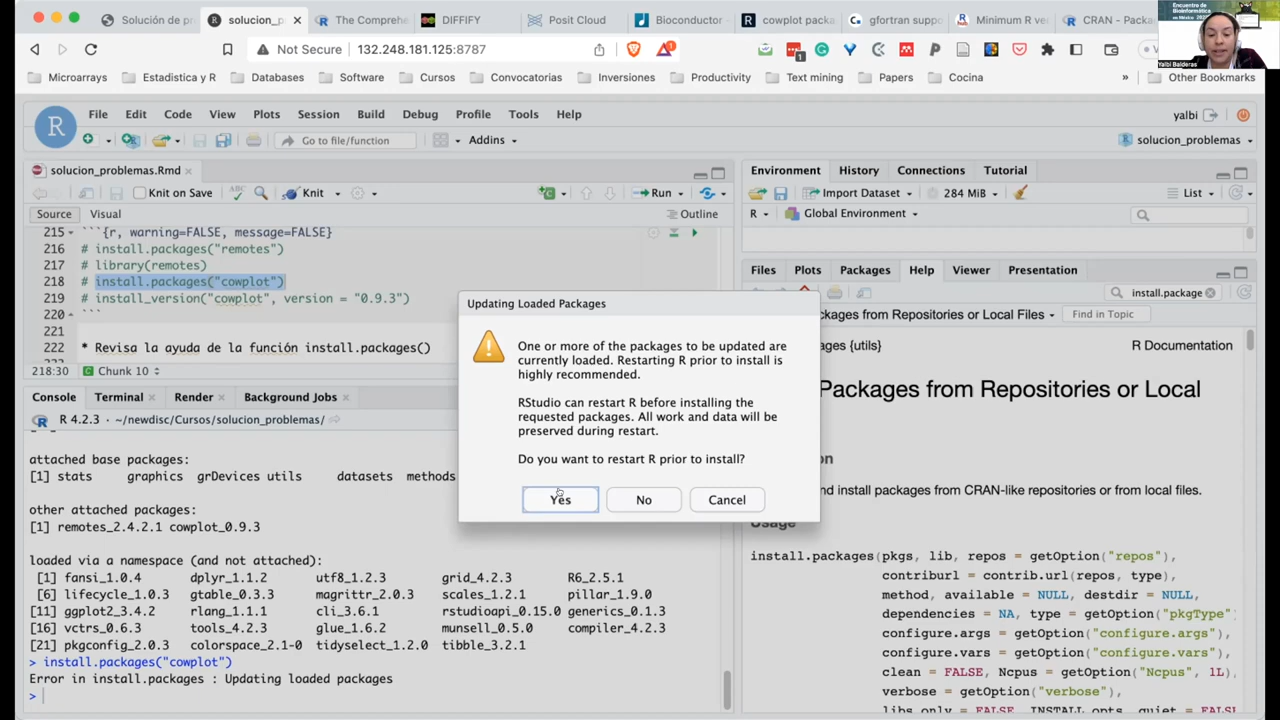 Solución de pr
solucion_p
The Comprehe
DIFFIFY
Posit Cloud
Bioconductor
cowplot packa
gfortran suppo
Minimum R ve
CRAN - Packa
Encuentro de
Bioinformática
en México
Yalbi Balderas
Not Secure
132.248.181.125:8787
Microarrays
Estadistica y R
Databases
Software
Cursos
Convocatorias
Inversiones
Productivity
Text mining
Papers
Cocina
»
Other Bookmarks
File Edit Code View Plots Session Build Debug Profile Tools Help
yalbi
Go to file/function
Addins
solucion_problemas
solucion_problemas.Rmd
Knit on Save
Knit
Run
Source Visual
Outline
215 ```{r, warning=FALSE, message=FALSE}
216 # install.packages("remotes")
217 # library(remotes)
218 # install.packages("cowplot")
219 # install_version("cowplot", version = "0.9.3")
220 ```
221
222 * Revisa la ayuda de la función install.packages()
218:30 Chunk 10
Console Terminal Render Background Jobs
R 4.2.3 · ~/newdisc/Cursos/solucion_problemas/
attached base packages:
[1] stats graphics grDevices utils datasets methods
other attached packages:
[1] remotes_2.4.2.1 cowplot_0.9.3
loaded via a namespace (and not attached):
[1] fansi_1.0.4 dplyr_1.1.2 utf8_1.2.3 grid_4.2.3 R6_2.5.1
[6] lifecycle_1.0.3 gtable_0.3.3 magrittr_2.0.3 scales_1.2.1 pillar_1.9.0
[11] ggplot2_3.4.2 rlang_1.1.1 cli_3.6.1 rstudioapi_0.15.0 generics_0.1.3
[16] vctrs_0.6.3 tools_4.2.3 glue_1.6.2 munsell_0.5.0 compiler_4.2.3
[21] pkgconfig_2.0.3 colorspace_2.1-0 tidyselect_1.2.0 tibble_3.2.1
> install.packages("cowplot")
Error in install.packages : Updating loaded packages
>
Updating Loaded Packages
One or more of the packages to be updated are
currently loaded. Restarting R prior to install is
highly recommended.
RStudio can restart R before installing the
requested packages. All work and data will be
preserved during restart.
Do you want to restart R prior to install?
Yes
No
Cancel
Environment History Connections Tutorial
Import Dataset
284 MiB
List
R
Global Environment
Files Plots Packages Help Viewer Presentation
install.package
ckages from Repositories or Local Files
Find in Topic
ackages {utils}
R Documentation
Packages from Repositories or Local
nd install packages from CRAN-like repositories or from local files.
Usage
install.packages(pkgs, lib, repos = getOption("repos"),
contriburl = contrib.url(repos, type),
method, available = NULL, destdir = NULL,
dependencies = NA, type = getOption("pkgType")
configure.args = getOption("configure.args"),
configure.vars = getOption("configure.vars"),
clean = FALSE, Ncpus = getOption("Ncpus", 1L),
verbose = getOption("verbose"),
libs_only = FALSE, INSTALL_opts, quiet = FALSE